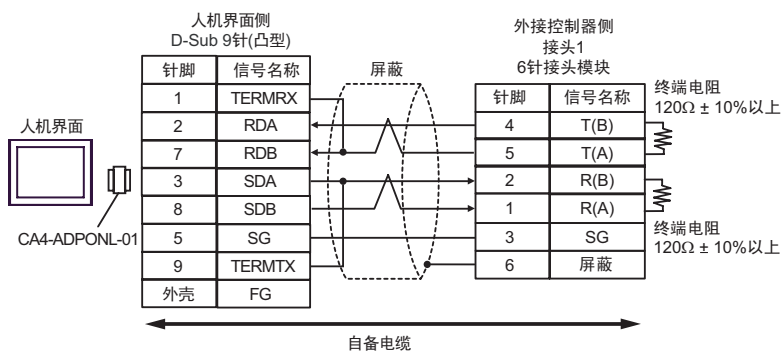 人机界面侧
D-Sub 9针(凸型)
外接控制器侧
接头1
6针接头模块
针脚 信号名称
1 TERMRX
2 RDA
7 RDB
3 SDA
8 SDB
5 SG
9 TERMTX
外壳 FG
屏蔽
针脚 信号名称
4 T(B)
5 T(A)
2 R(B)
1 R(A)
3 SG
6 屏蔽
终端电阻
120Ω ± 10%以上
终端电阻
120Ω ± 10%以上
人机界面
CA4-ADPONL-01
自备电缆